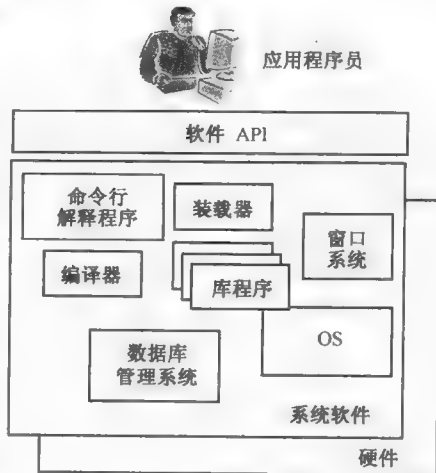 应用程序员
软件 API
命令行
解释程序
装载器
窗口
系统
编译器
库程序
OS
数据库
管理系统
系统软件
硬件